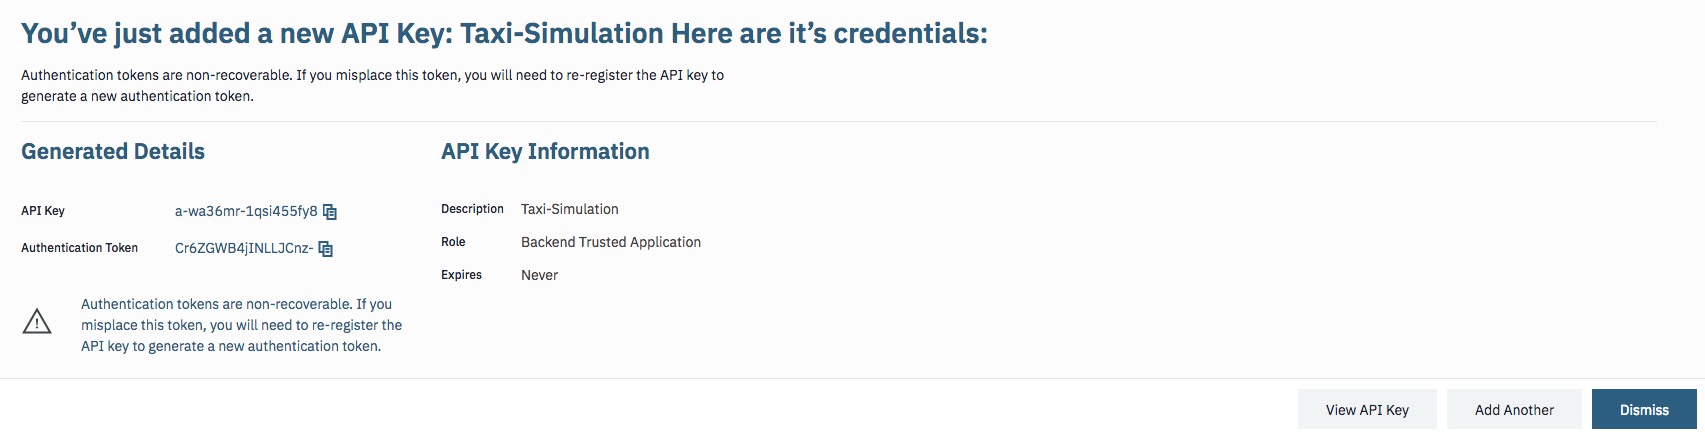 You’ve just added a new API Key: Taxi-Simulation Here are it’s credentials:
Authentication tokens are non-recoverable. If you misplace this token, you will need to re-register the API key to
generate a new authentication token.
Generated Details
API Key a-wa36mr-1qsi455fy8
Authentication Token Cr6ZGWB4jINLLJCnz-
Authentication tokens are non-recoverable. If you
misplace this token, you will need to re-register the
API key to generate a new authentication token.
API Key Information
Description Taxi-Simulation
Role Backend Trusted Application
Expires Never
View API Key
Add Another
Dismiss